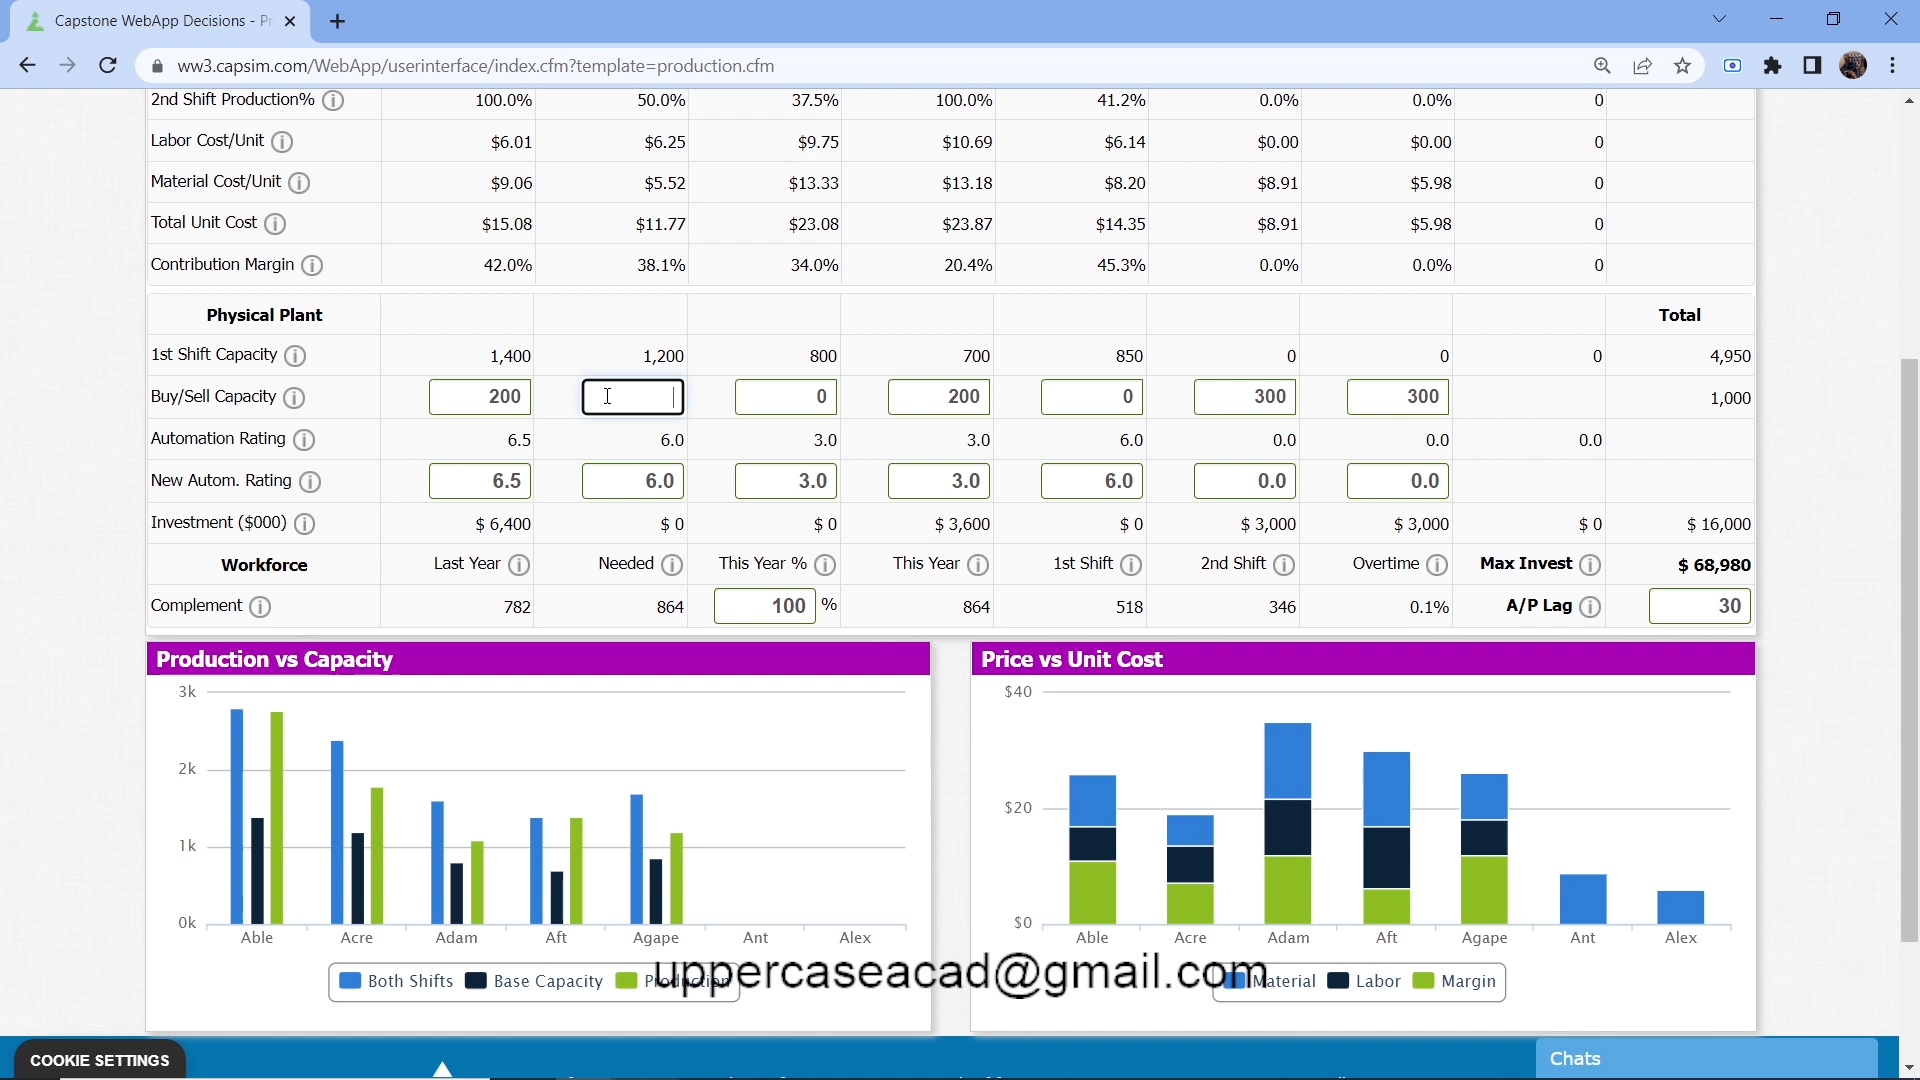 Capstone WebApp Decisions - Pr
ww3.capsim.com/WebApp/userinterface/index.cfm?template=production.cfm
2nd Shift Production% 100.0% 50.0% 37.5% 100.0% 41.2% 0.0% 0.0% 0
Labor Cost/Unit $6.01 $6.25 $9.75 $10.69 $6.14 $0.00 $0.00 0
Material Cost/Unit $9.06 $5.52 $13.33 $13.18 $8.20 $8.91 $5.98 0
Total Unit Cost $15.08 $11.77 $23.08 $23.87 $14.35 $8.91 $5.98 0
Contribution Margin 42.0% 38.1% 34.0% 20.4% 45.3% 0.0% 0.0% 0
Physical Plant Total
1st Shift Capacity 1,400 1,200 800 700 850 0 0 0 4,950
Buy/Sell Capacity 200 0 200 0 300 300 1,000
Automation Rating 6.5 6.0 3.0 3.0 6.0 0.0 0.0 0.0
New Autom. Rating 6.5 6.0 3.0 3.0 6.0 0.0 0.0
Investment ($000) $ 6,400 $ 0 $ 0 $ 3,600 $ 0 $ 3,000 $ 3,000 $ 0 $ 16,000
Workforce Last Year Needed This Year % This Year 1st Shift 2nd Shift Overtime Max Invest $ 68,980
Complement 782 864 100 % 864 518 346 0.1% A/P Lag 30
Production vs Capacity
3k
2k
1k
0k
Able Acre Adam Aft Agape Ant Alex
Both Shifts Base Capacity Production
Price vs Unit Cost
$40
$20
$0
Able Acre Adam Aft Agape Ant Alex
Material Labor Margin
uppercaseacad@gmail.com
COOKIE SETTINGS
Chats